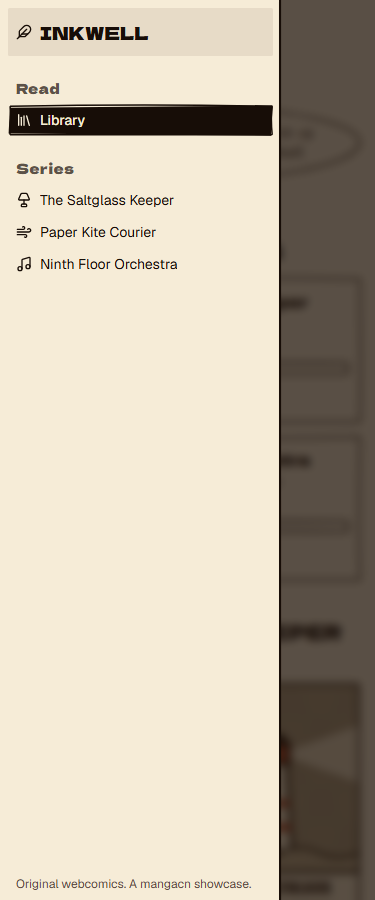 INKWELL
Read
Library
Series
The Saltglass Keeper
Paper Kite Courier
Ninth Floor Orchestra
Original webcomics. A mangacn showcase.